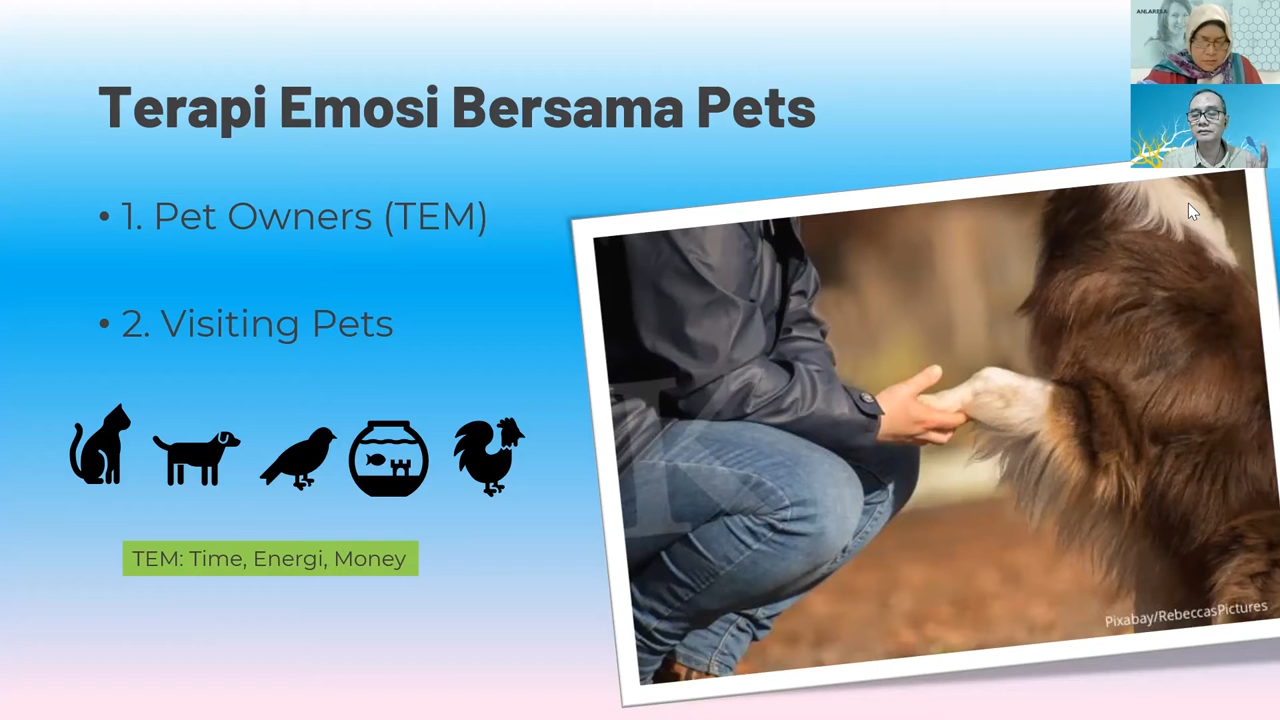 Terapi Emosi Bersama Pets
• 1. Pet Owners (TEM)
• 2. Visiting Pets
TEM: Time, Energi, Money
Pixabay/RebeccasPictures